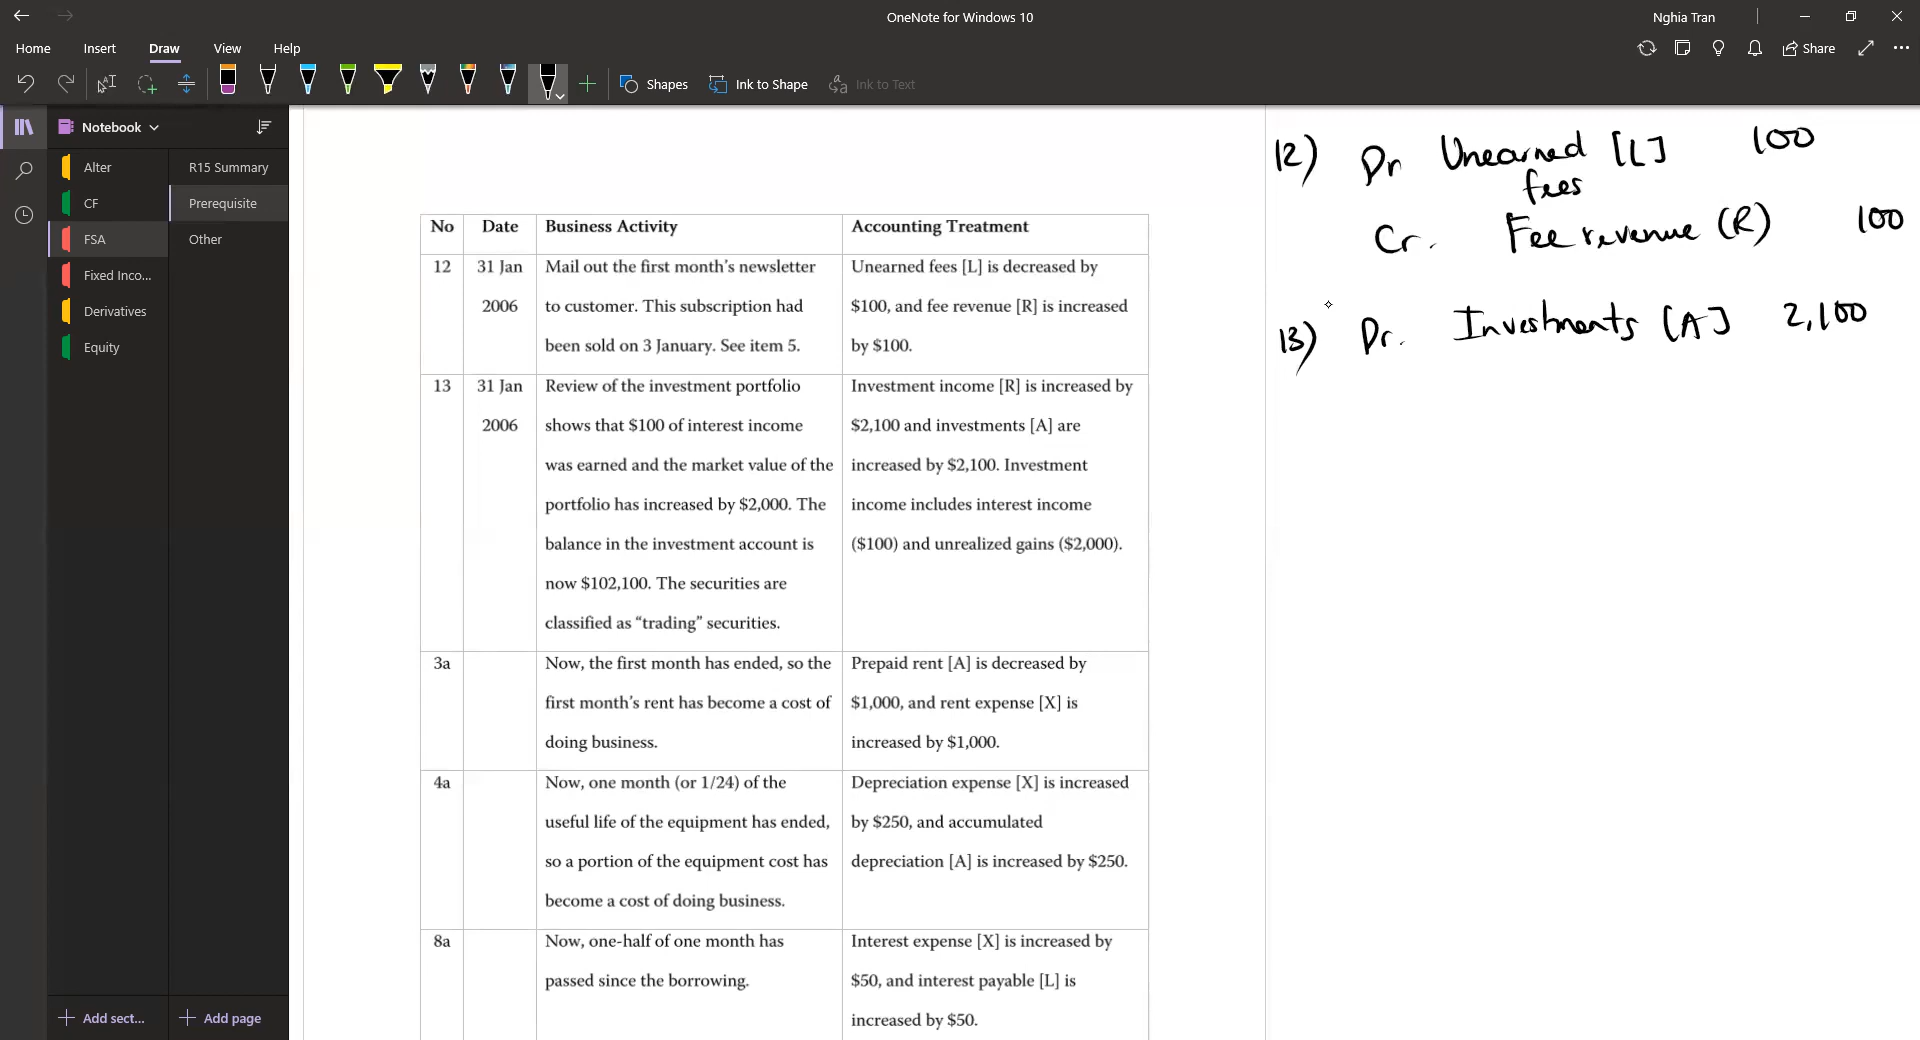 OneNote for Windows 10
Nghia Tran
Home Insert Draw View Help
Share
Shapes Ink to Shape Ink to Text
Notebook
Alter
CF
FSA
Fixed Inco...
Derivatives
Equity
Add sect...
R15 Summary
Prerequisite
Other
Add page
No Date Business Activity Accounting Treatment
12 31 Jan Mail out the first month's newsletter Unearned fees [L] is decreased by
2006 to customer. This subscription had $100, and fee revenue [R] is increased
been sold on 3 January. See item 5. by $100.
13 31 Jan Review of the investment portfolio Investment income [R] is increased by
2006 shows that $100 of interest income $2,100 and investments [A] are
was earned and the market value of the increased by $2,100. Investment
portfolio has increased by $2,000. The income includes interest income
balance in the investment account is ($100) and unrealized gains ($2,000).
now $102,100. The securities are
classified as “trading” securities.
3a Now, the first month has ended, so the Prepaid rent [A] is decreased by
first month's rent has become a cost of $1,000, and rent expense [X] is
doing business. increased by $1,000.
4a Now, one month (or 1/24) of the Depreciation expense [X] is increased
useful life of the equipment has ended, by $250, and accumulated
so a portion of the equipment cost has depreciation [A] is increased by $250.
become a cost of doing business.
8a Now, one-half of one month has Interest expense [X] is increased by
passed since the borrowing. $50, and interest payable [L] is
increased by $50.
12) Dr Unearned [L] 100
fees
Cr. Fee revenue (R) 100
13) Dr. Investments [A] 2,100